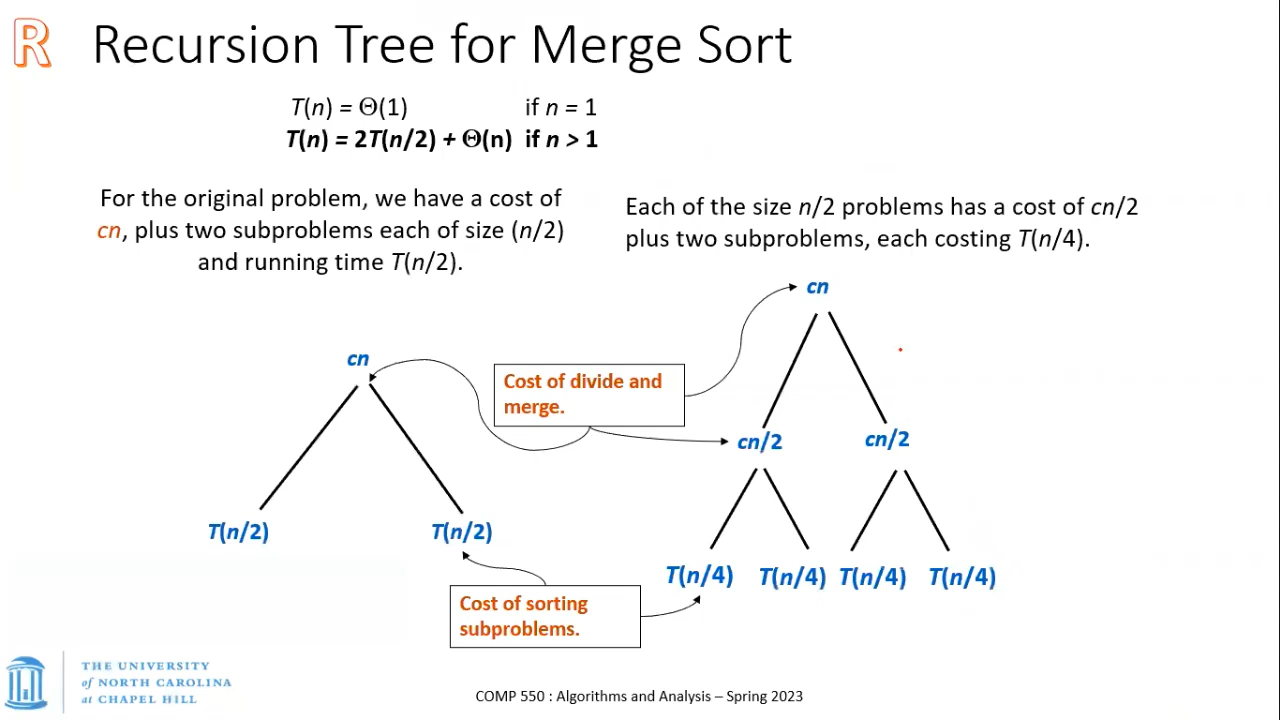 R
Recursion Tree for Merge Sort
T(n) = Θ(1) if n = 1
T(n) = 2T(n/2) + Θ(n) if n > 1
For the original problem, we have a cost of
cn, plus two subproblems each of size (n/2)
and running time T(n/2).
Each of the size n/2 problems has a cost of cn/2
plus two subproblems, each costing T(n/4).
cn
T(n/2) T(n/2)
Cost of divide and
merge.
cn
cn/2 cn/2
T(n/4) T(n/4) T(n/4) T(n/4)
Cost of sorting
subproblems.
THE UNIVERSITY
of NORTH CAROLINA
at CHAPEL HILL
COMP 550 : Algorithms and Analysis – Spring 2023